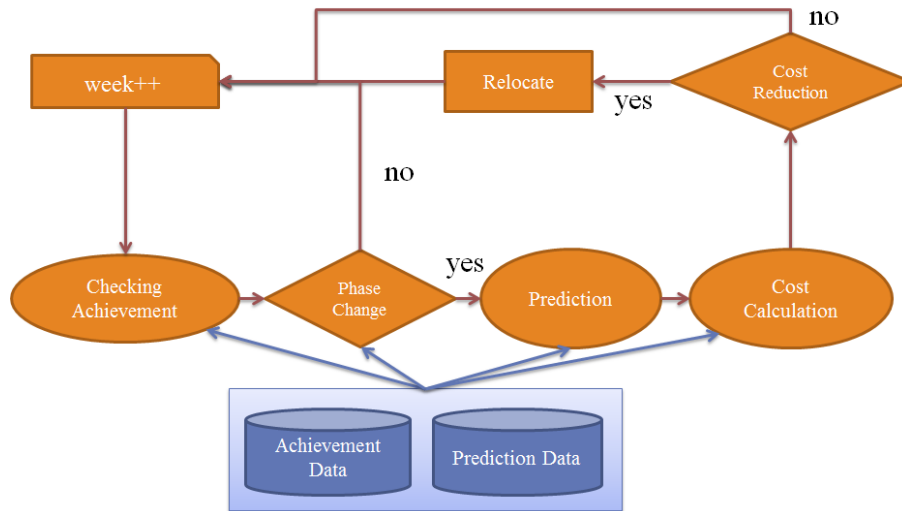 no
week++
Relocate
Cost
Reduction
yes
no
Checking
Achievement
Phase
Change
yes
Prediction
Cost
Calculation
Achievement
Data
Prediction Data